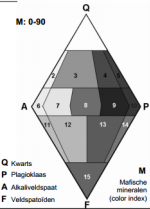 Q
M: 0-90
2 3 4 5
A 6 7 8 9 10 P
11 12 13 14
15
F
Q Kwarts
P Plagioklaas
A Alkaliveldspaat
F Veldspatoïden
M
Mafische
mineralen
(color index)